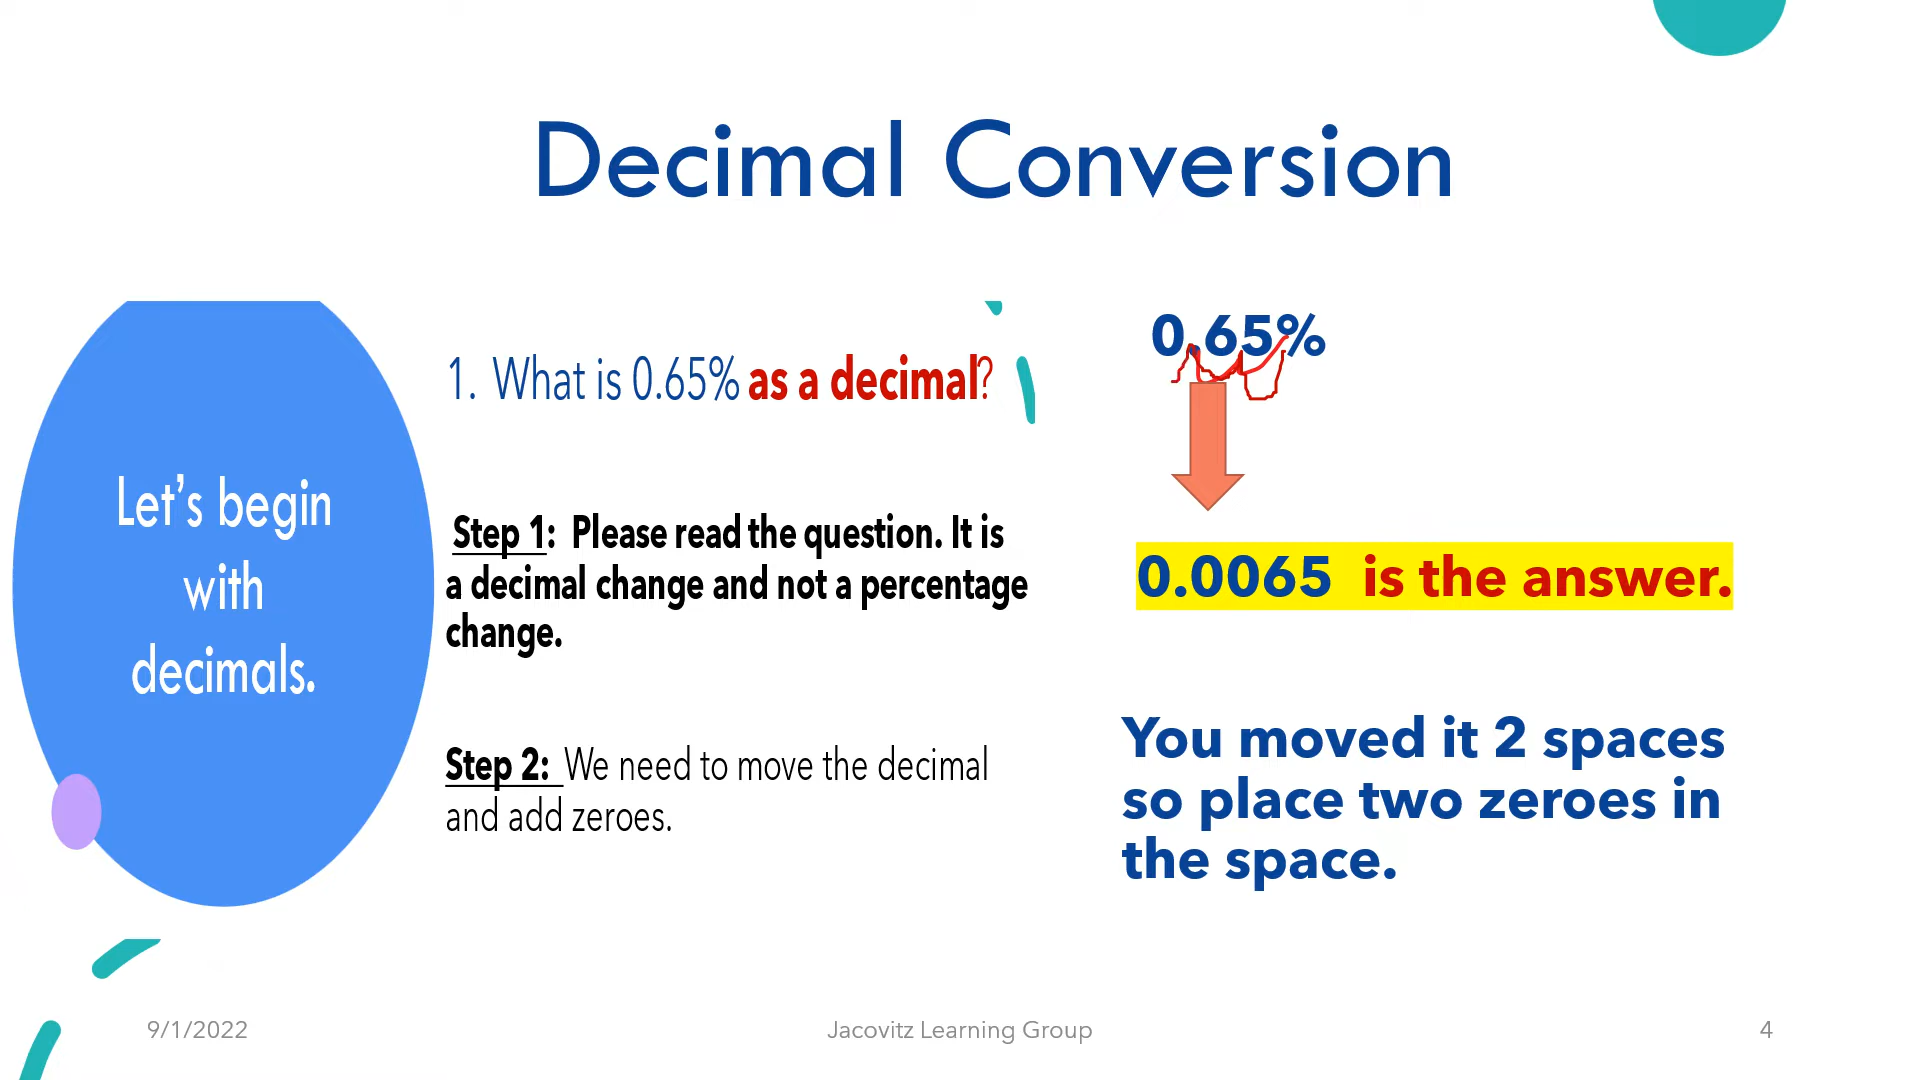 Decimal Conversion
Let’s begin
with
decimals.
1. What is 0.65% as a decimal?
Step 1: Please read the question. It is
a decimal change and not a percentage
change.
Step 2: We need to move the decimal
and add zeroes.
0.65%
0.0065 is the answer.
You moved it 2 spaces
so place two zeroes in
the space.
9/1/2022
Jacovitz Learning Group
4